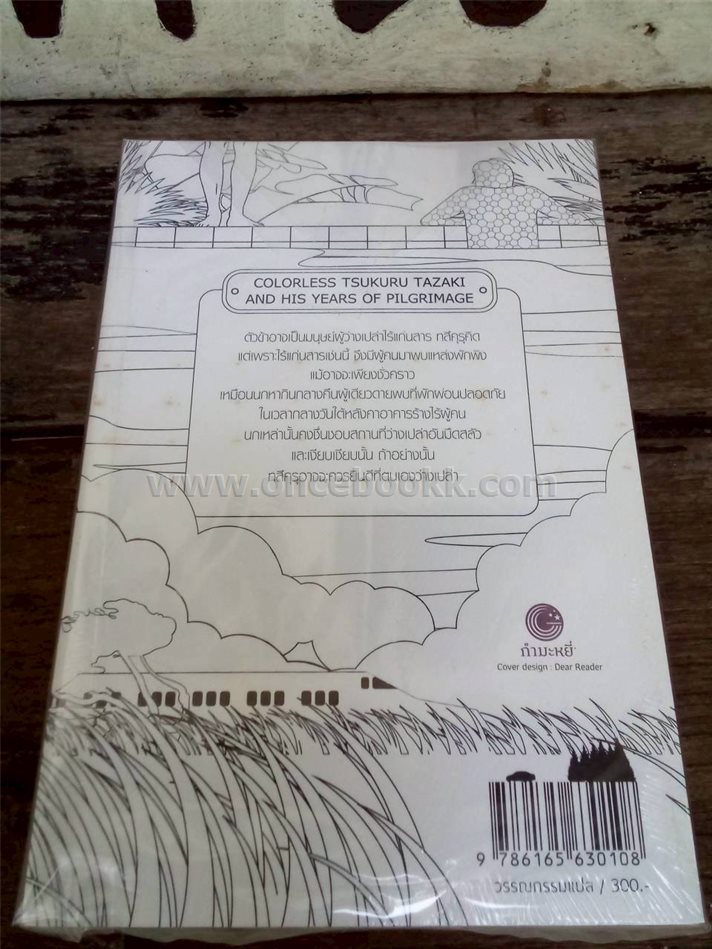 COLORLESS TSUKURU TAZAKI
AND HIS YEARS OF PILGRIMAGE
ตัวข้าอาจเป็นมนุษย์ผู้ว่างเปล่าไร้แก่นสาร ทสึคุรุคิด
แต่เพราะไร้แก่นสารเช่นนี้ จึงมีผู้คนมาพบแหล่งพักพิง
แม้อาจจะเพียงชั่วคราว
เหมือนนกหากินกลางคืนผู้เดียวดายพบที่พักผ่อนปลอดภัย
ในเวลากลางวันใต้หลังคาอาคารร้างไร้ผู้คน
นกเหล่านั้นคงชื่นชอบสถานที่ว่างเปล่าอันมืดสลัว
และเงียบเชียบนั้น ถ้าอย่างนั้น
ทสึคุรุอาจจะควรยินดีที่ตนเองว่างเปล่า
www.oncebookk.com
กำมะหยี่
Cover design : Dear Reader
9 786165 630108
วรรณกรรมแปล / 300.-